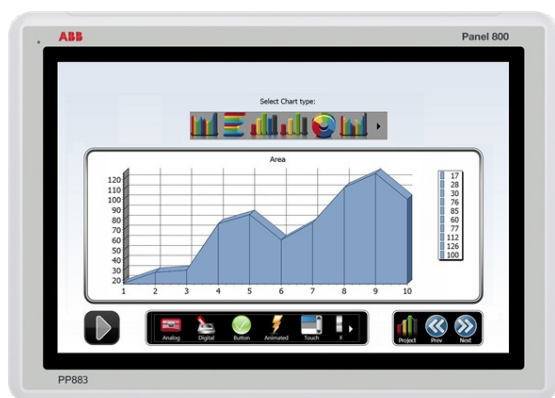 ABB
Panel 800
Select Chart type:
Area
120
110
100
90
80
70
60
50
40
30
20
1 2 3 4 5 6 7 8 9 10
17
28
30
76
85
60
77
112
126
100
Analog Digital Button Animated Touch If
Project Prev Next
PP883